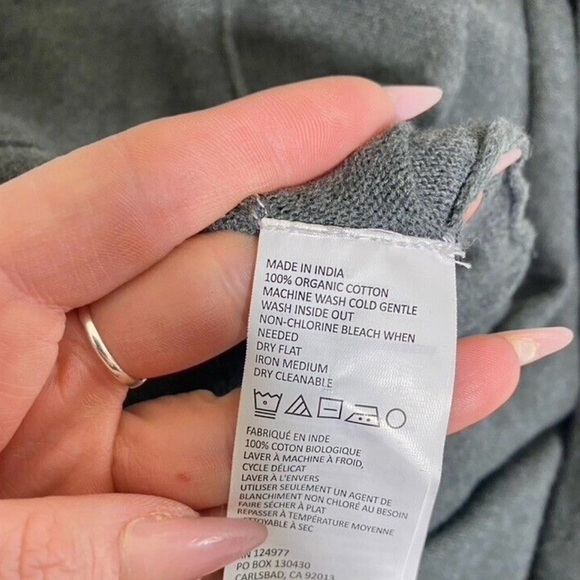 MADE IN INDIA
100% ORGANIC COTTON
MACHINE WASH COLD GENTLE
WASH INSIDE OUT
NON-CHLORINE BLEACH WHEN
NEEDED
DRY FLAT
IRON MEDIUM
DRY CLEANABLE
FABRIQUÉ EN INDE
100% COTON BIOLOGIQUE
LAVER À MACHINE À FROID,
CYCLE DÉLICAT
UTILISER SEULEMENT UN AGENT DE
BLANCHIMENT NON CHLORÉ AU BESOIN
FAIRE SÉCHER À PLAT
REPASSER À TEMPÉRATURE MOYENNE
À SEC
124977
PO BOX 130430
CARLSBAD, CA 92013